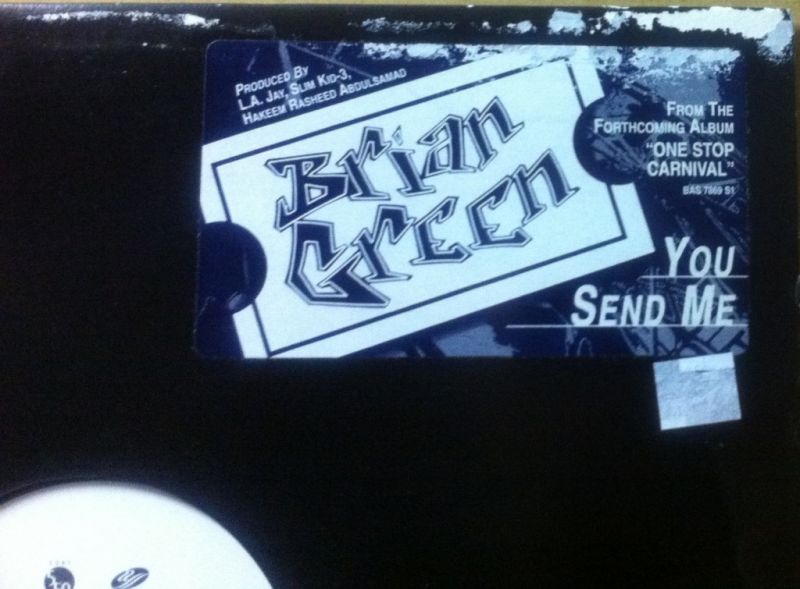 Produced By
L.A. Jay, Slim Kid-3,
Hakeem Rasheed Abdulsamad
Brian
Green
From The
Forthcoming Album
"ONE STOP
CARNIVAL"
BAS 7869 S1
You
Send Me